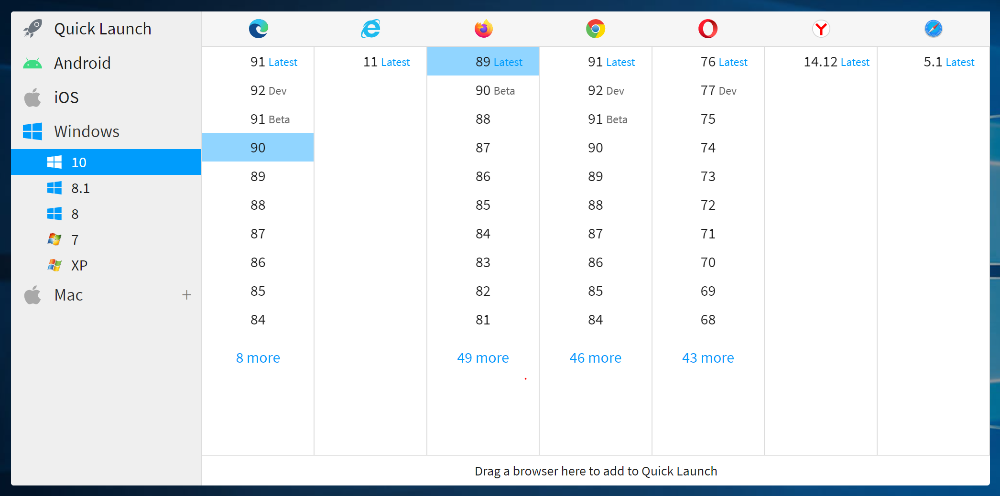 Quick Launch
Android
iOS
Windows
10
8.1
8
7
XP
Mac +
91 Latest
92 Dev
91 Beta
90
89
88
87
86
85
84
8 more
11 Latest
89 Latest
90 Beta
88
87
86
85
84
83
82
81
49 more
91 Latest
92 Dev
91 Beta
90
89
88
87
86
85
84
46 more
76 Latest
77 Dev
75
74
73
72
71
70
69
68
43 more
14.12 Latest
5.1 Latest
Drag a browser here to add to Quick Launch